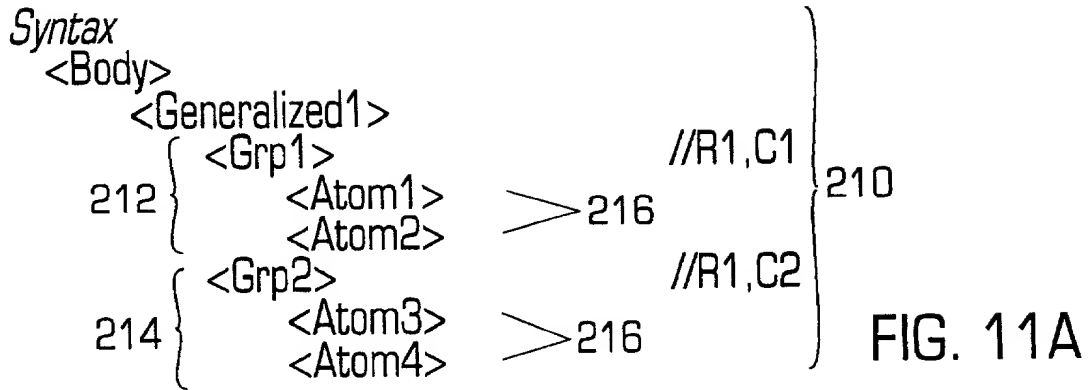 Syntax
<Body>
<Generalized1>
<Grp1> //R1,C1
210
212 <Atom1> 216
<Atom2>
<Grp2> //R1,C2
214 <Atom3> 216
<Atom4>
FIG. 11A